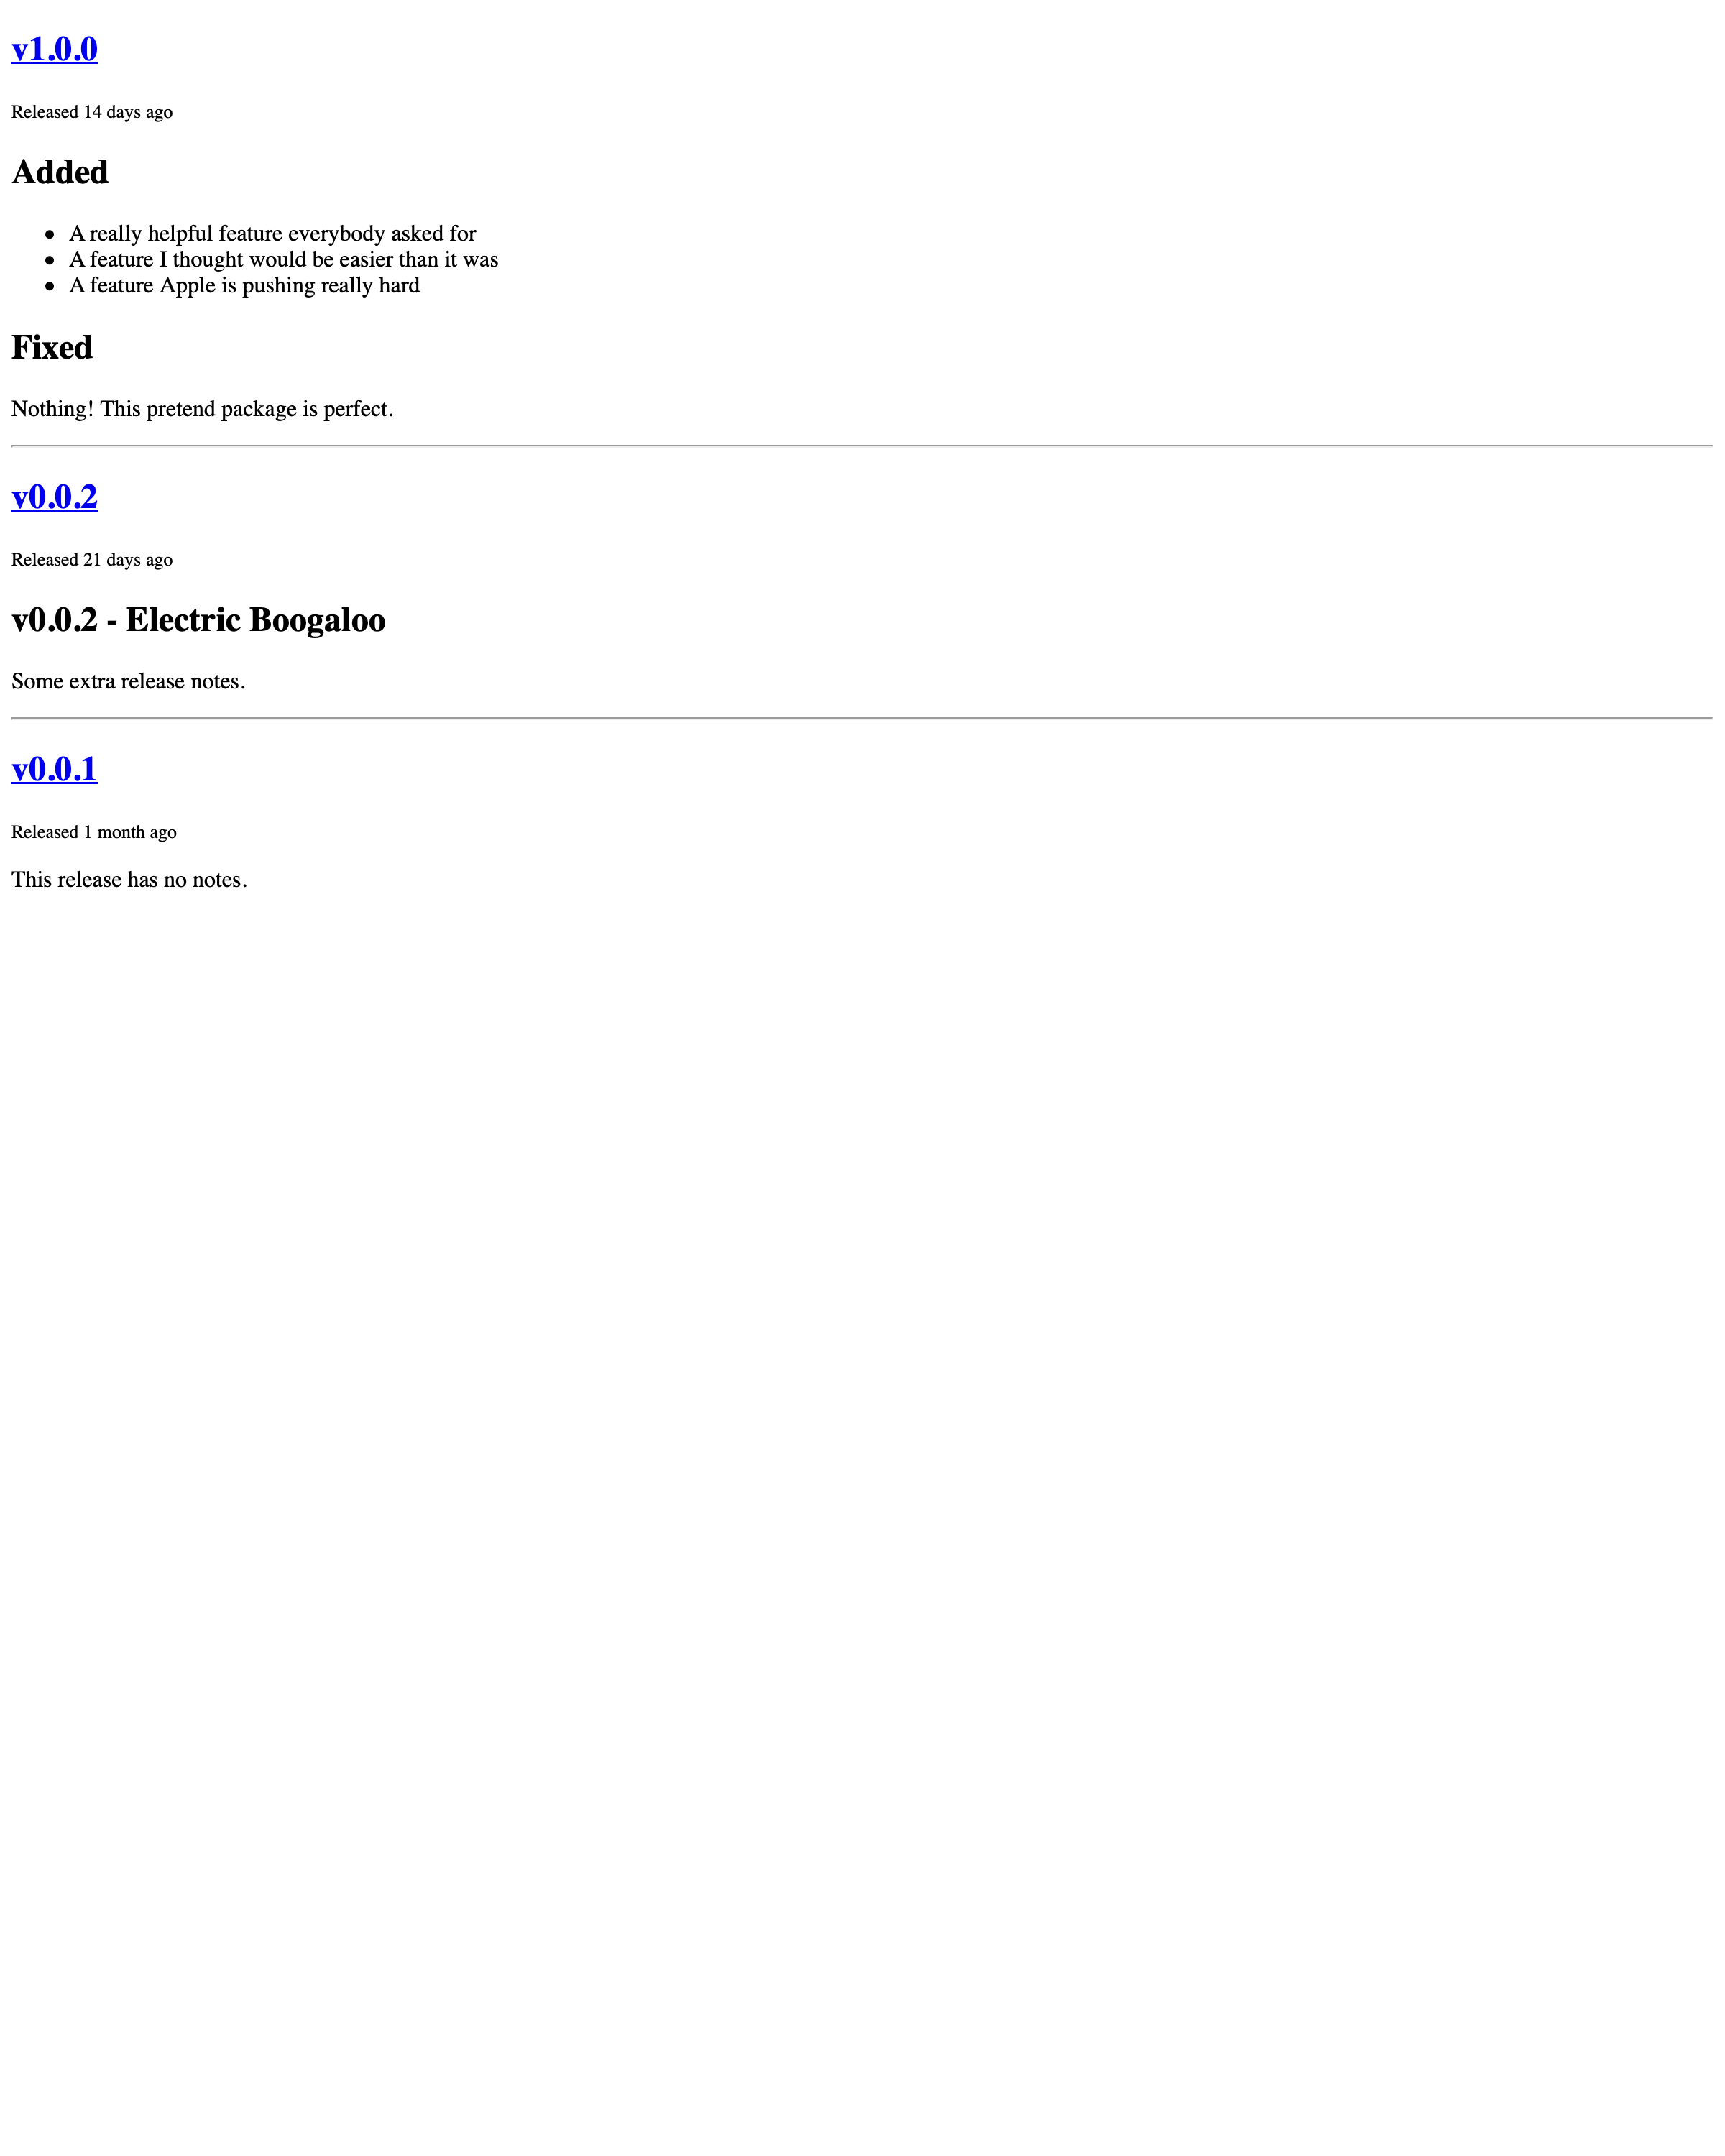 v1.0.0
Released 14 days ago
Added
A really helpful feature everybody asked for
A feature I thought would be easier than it was
A feature Apple is pushing really hard
Fixed
Nothing! This pretend package is perfect.
v0.0.2
Released 21 days ago
v0.0.2 - Electric Boogaloo
Some extra release notes.
v0.0.1
Released 1 month ago
This release has no notes.